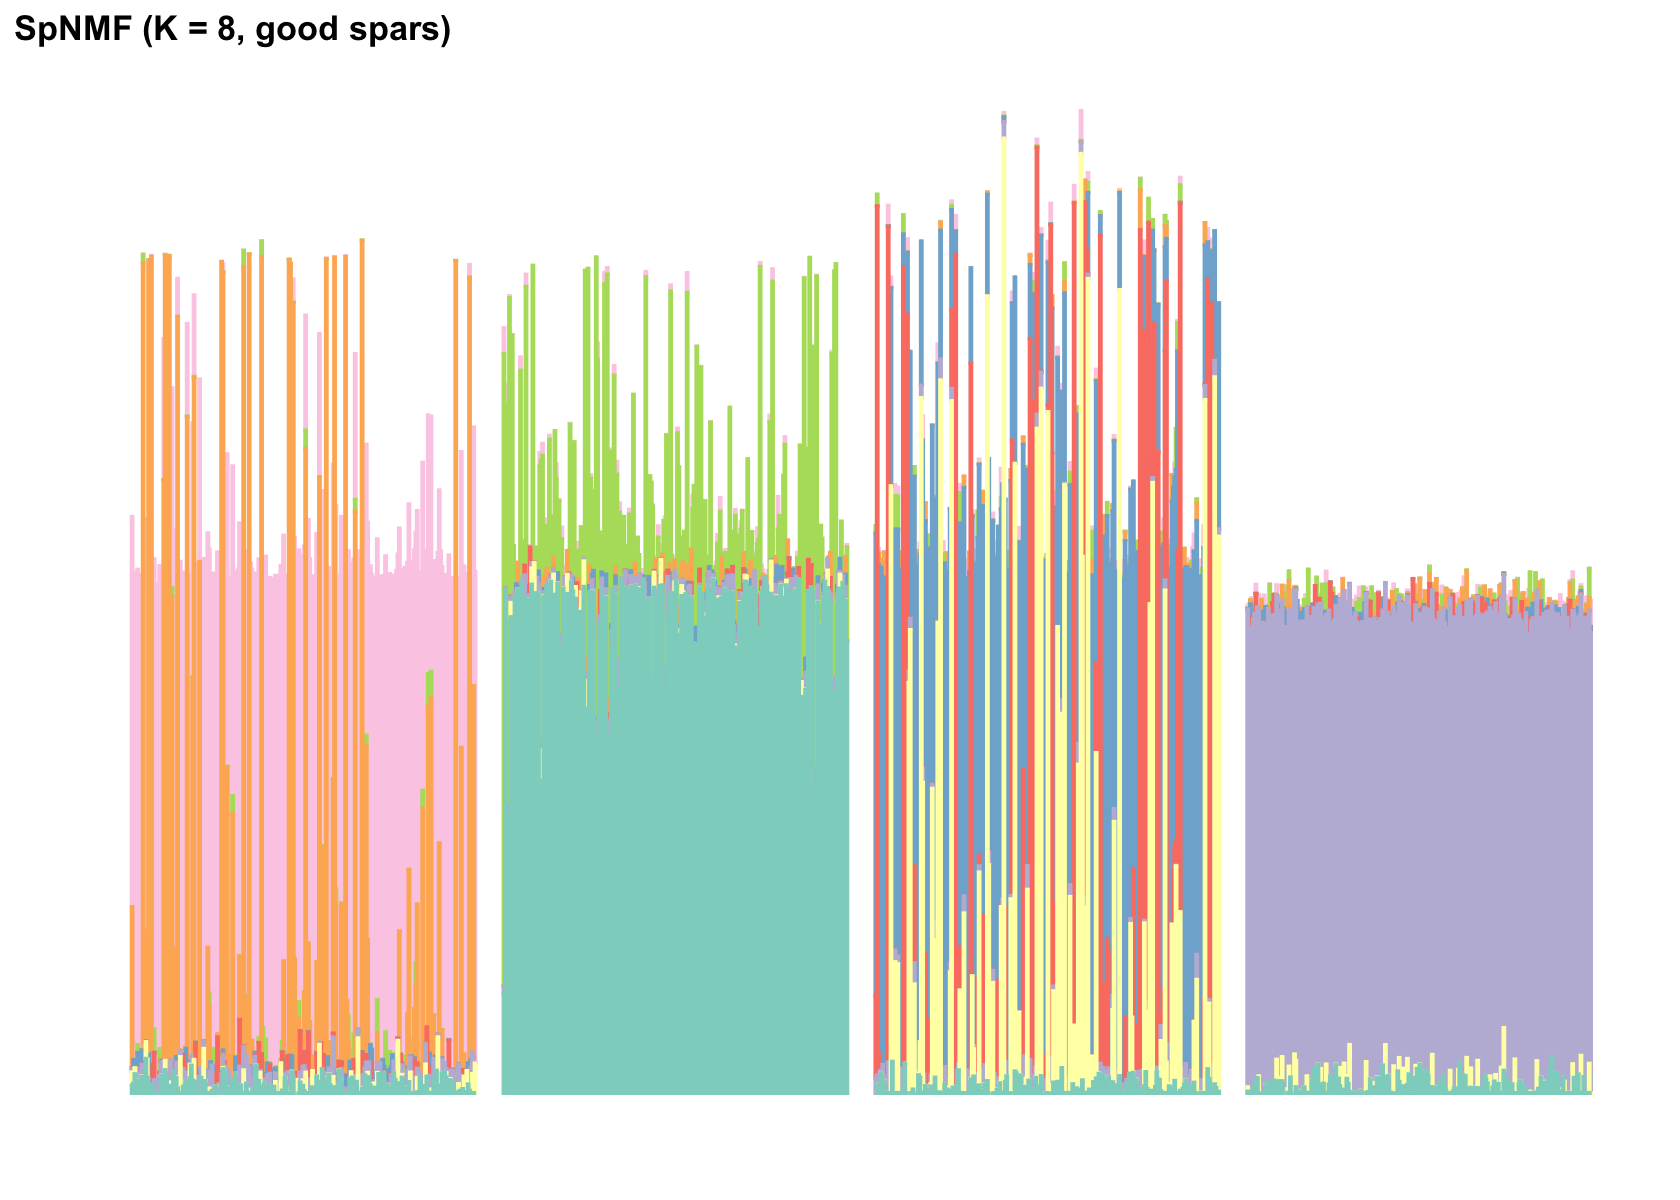 SpNMF (K = 8, good spars)